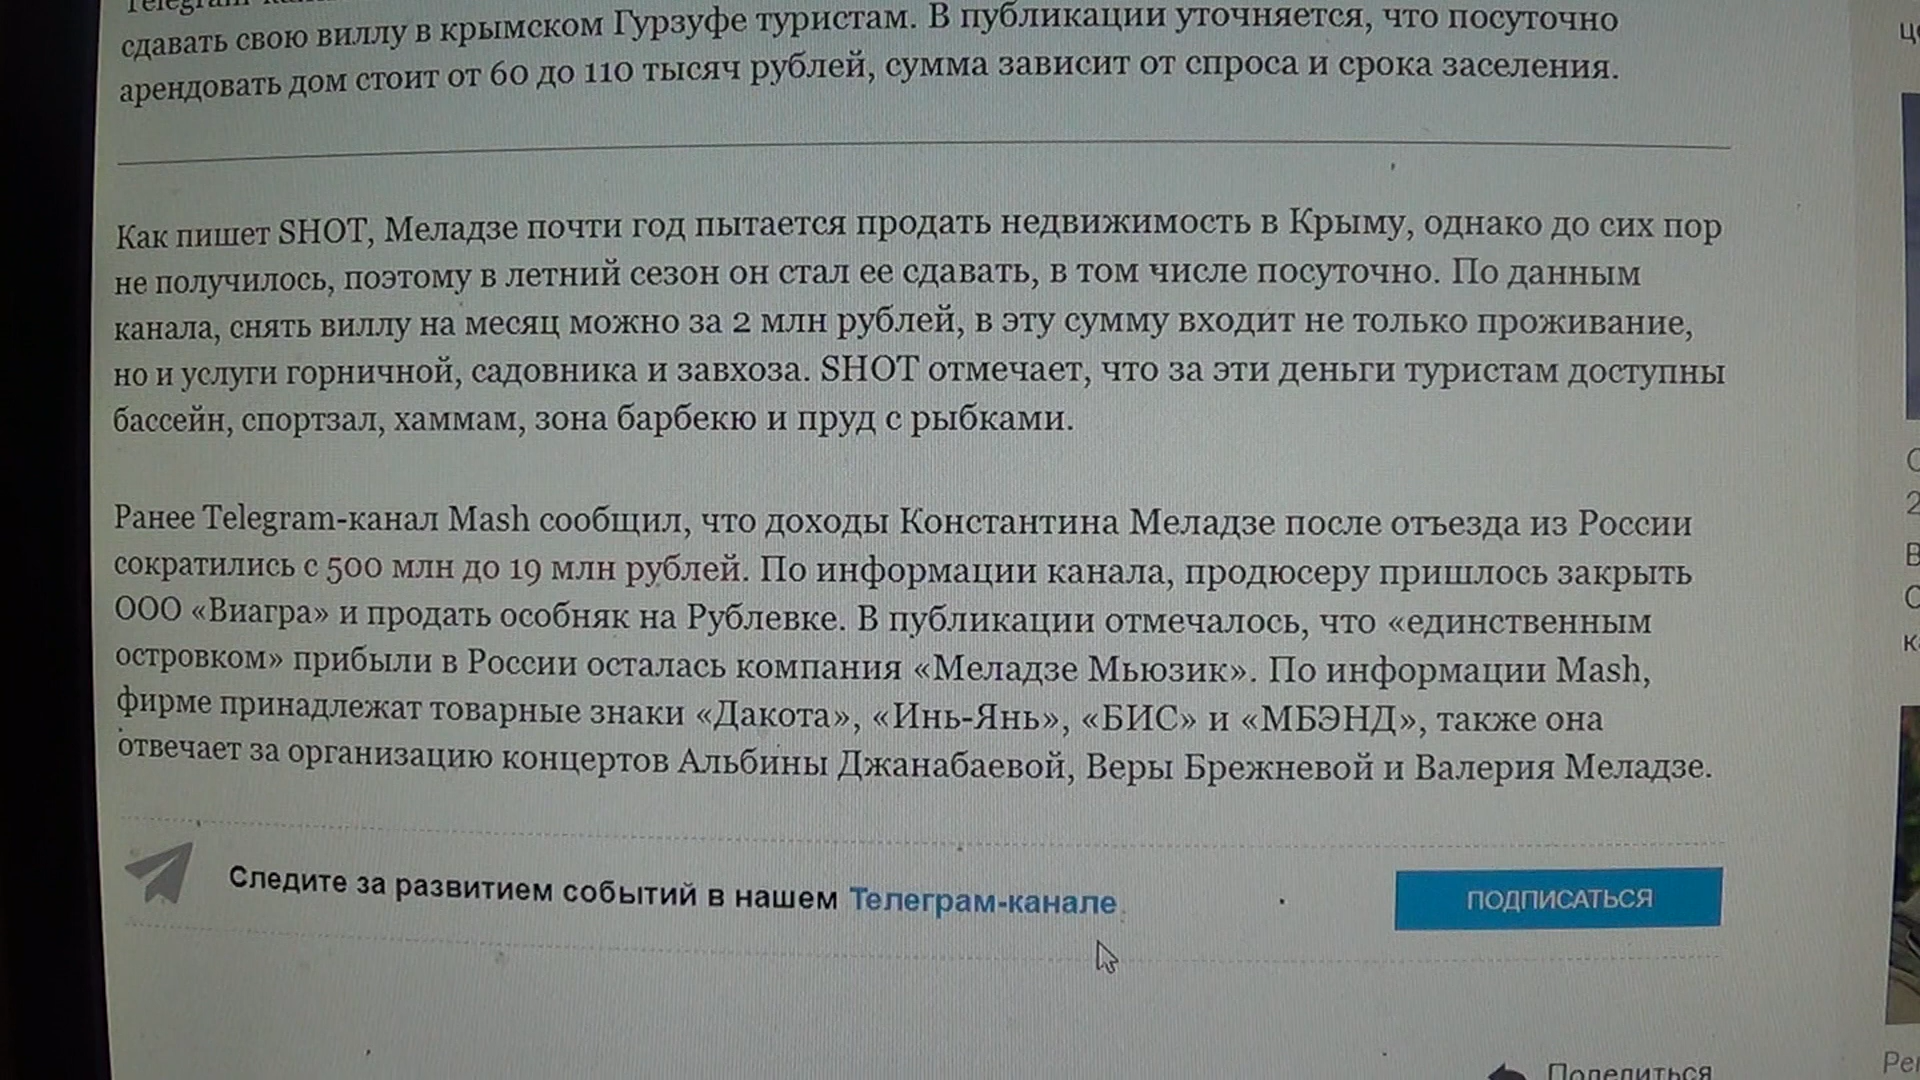 сдавать свою виллу в крымском Гурзуфе туристам. В публикации уточняется, что посуточно
арендовать дом стоит от 60 до 110 тысяч рублей, сумма зависит от спроса и срока заселения.
Как пишет SHOT, Меладзе почти год пытается продать недвижимость в Крыму, однако до сих пор
не получилось, поэтому в летний сезон он стал ее сдавать, в том числе посуточно. По данным
канала, снять виллу на месяц можно за 2 млн рублей, в эту сумму входит не только проживание,
но и услуги горничной, садовника и завхоза. SHOT отмечает, что за эти деньги туристам доступны
бассейн, спортзал, хаммам, зона барбекю и пруд с рыбками.
Ранее Telegram-канал Mash сообщил, что доходы Константина Меладзе после отъезда из России
сократились с 500 млн до 19 млн рублей. По информации канала, продюсеру пришлось закрыть
ООО «Виагра» и продать особняк на Рублевке. В публикации отмечалось, что «единственным
островком» прибыли в России осталась компания «Меладзе Мьюзик». По информации Mash,
фирме принадлежат товарные знаки «Дакота», «Инь-Янь», «БИС» и «МБЭНД», также она
отвечает за организацию концертов Альбины Джанабаевой, Веры Брежневой и Валерия Меладзе.
Следите за развитием событий в нашем Телеграм-канале
ПОДПИСАТЬСЯ
Поделиться